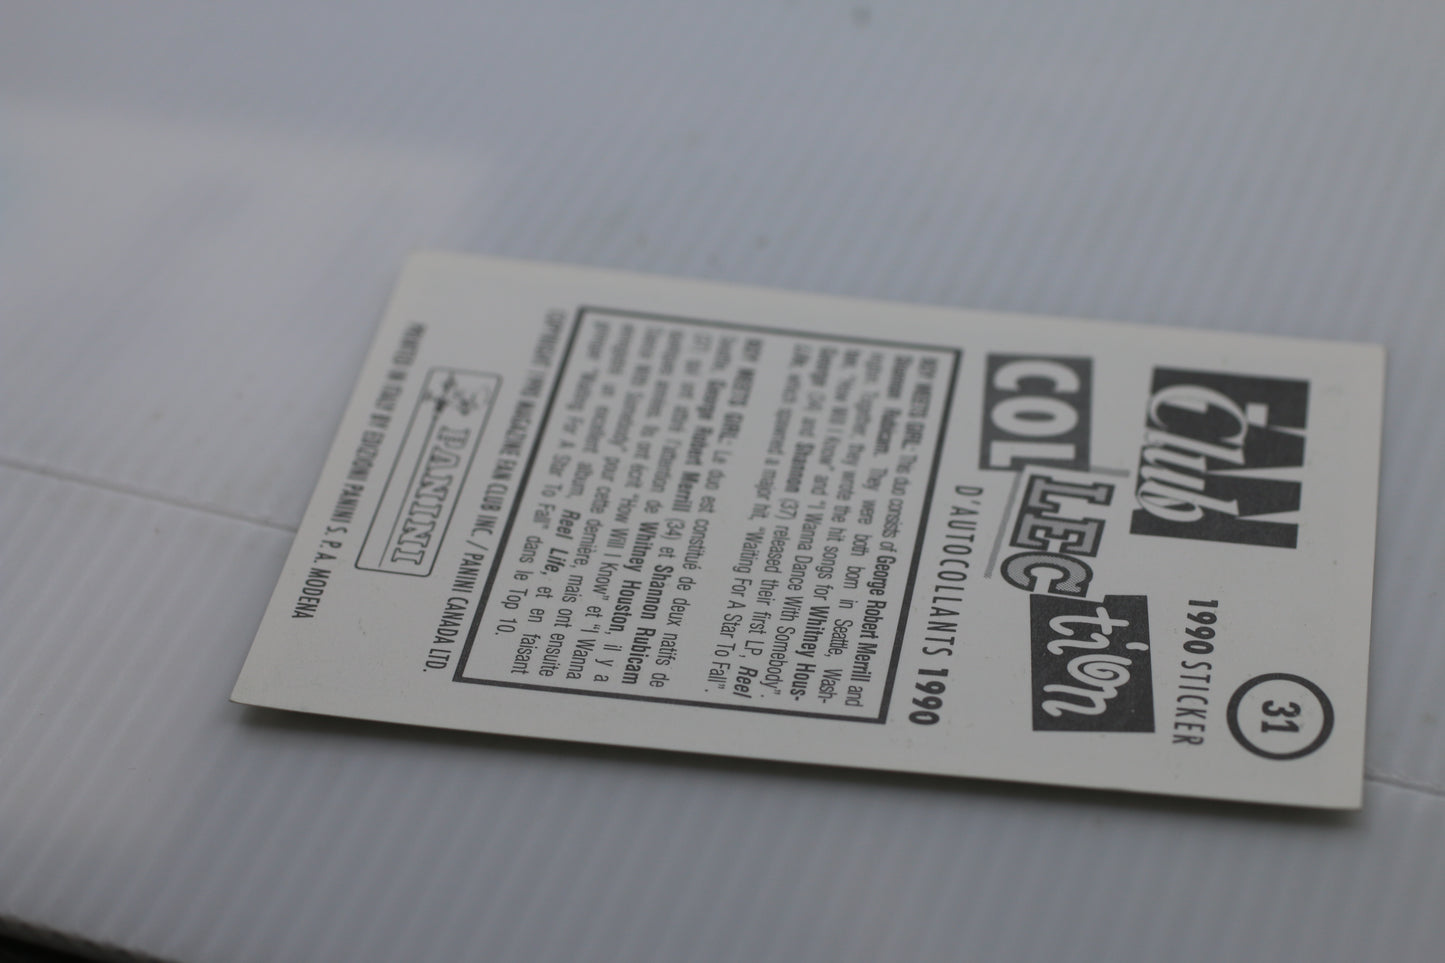 31
FAN
Club
1990 STICKER
COLLECtiOn
D'AUTOCOLLANTS 1990
BOY MEETS GIRL: The duo consists of George Robert Merrill and
Shannon Rubicam. They were both born in Seattle, Wash-
ington. Together, they wrote the hit songs for Whitney Hous-
ton, "How Will I Know" and "I Wanna Dance With Somebody".
George (34) and Shannon (37) released their first LP, Reel
Life, which spawned a major hit, "Waiting For A Star To Fall".
BOY MEETS GIRL: Le duo est constitué de deux natifs de
Seattle, George Robert Merrill (34) et Shannon Rubicam
(37) qui ont attiré l'attention de Whitney Houston, il y a
quelques années. Ils ont écrit "How Will I Know" et "I Wanna
Dance With Somebody" pour cette dernière, mais ont ensuite
enregistré un excellent album, Reel Life, et en faisant
grimper "Waiting For A Star To Fall" dans le Top 10.
COPYRIGHT 1990 MAGAZINE FAN CLUB INC. / PANINI CANADA LTD.
PANINI
PRINTED IN ITALY BY EDIZIONI PANINI S.P.A. MODENA